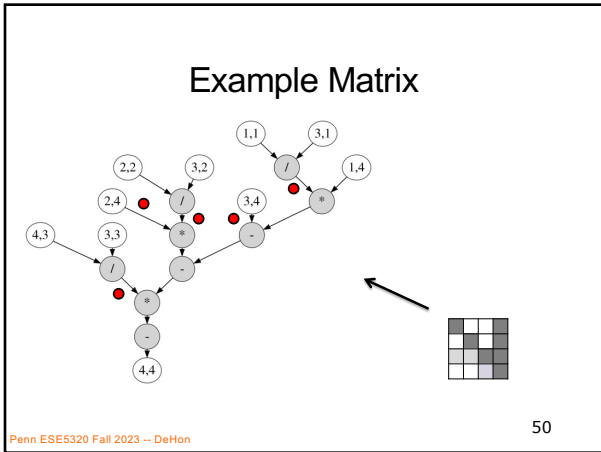 Example Matrix
1,1 3,1
2,2 3,2 / 1,4
2,4 / 3,4 *
4,3 3,3 * -
/ -
*
-
4,4
50
Penn ESE5320 Fall 2023 -- DeHon